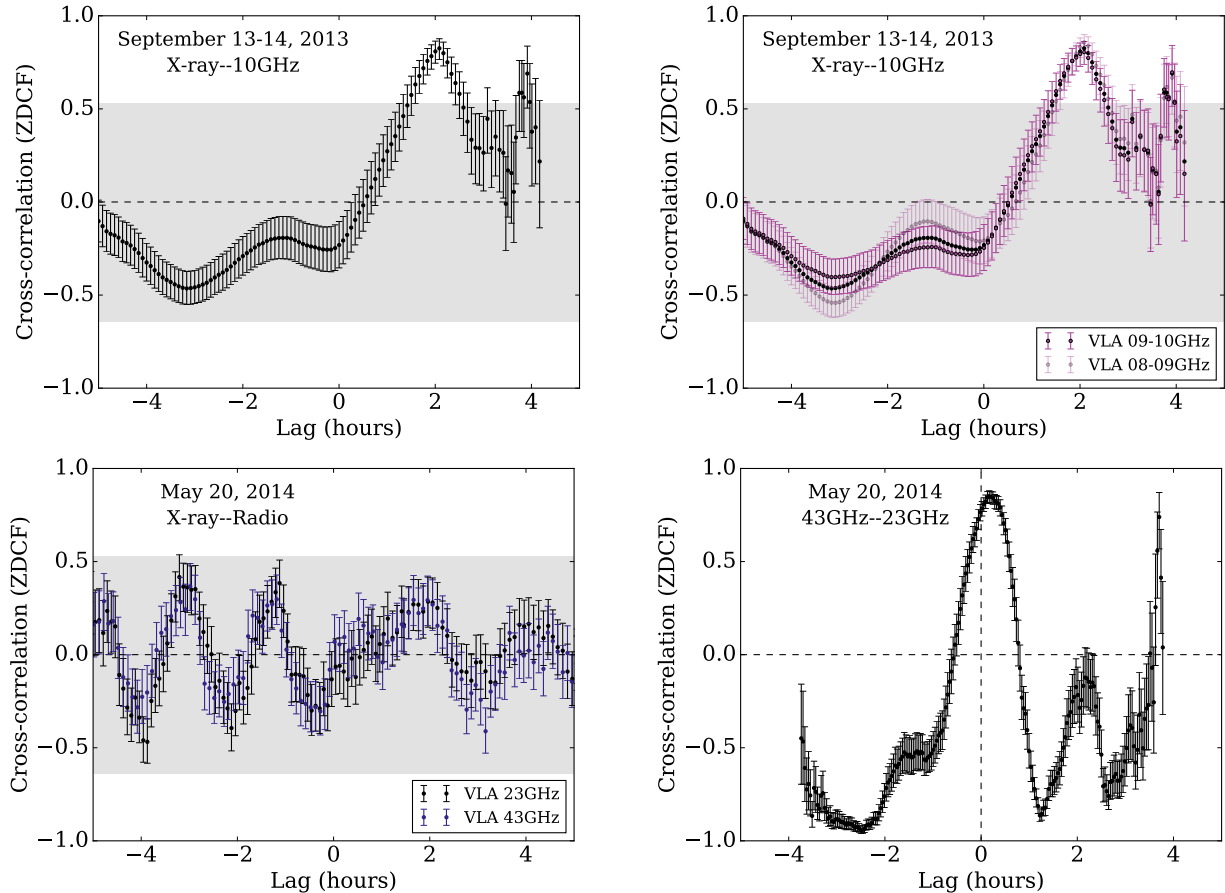 September 13-14, 2013
X-ray--10GHz
Cross-correlation (ZDCF)
1.0
0.5
0.0
−0.5
−1.0
−4
−2
0
2
4
Lag (hours)
September 13-14, 2013
X-ray--10GHz
Cross-correlation (ZDCF)
1.0
0.5
0.0
−0.5
−1.0
VLA 09-10GHz
VLA 08-09GHz
−4
−2
0
2
4
Lag (hours)
May 20, 2014
X-ray--Radio
Cross-correlation (ZDCF)
1.0
0.5
0.0
−0.5
−1.0
VLA 23GHz
VLA 43GHz
−4
−2
0
2
4
Lag (hours)
May 20, 2014
43GHz--23GHz
Cross-correlation (ZDCF)
1.0
0.5
0.0
−0.5
−1.0
−4
−2
0
2
4
Lag (hours)